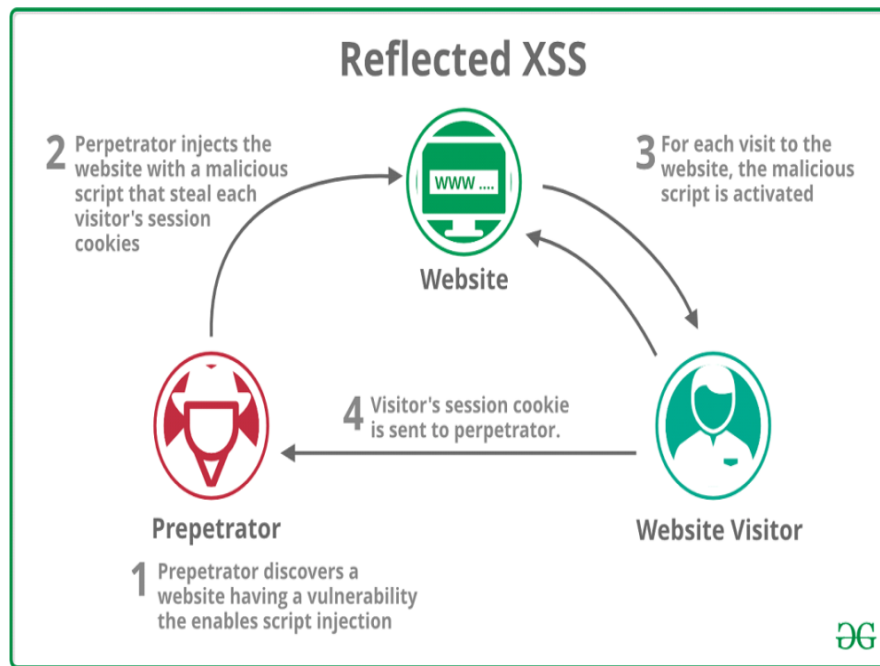 Reflected XSS
2 Perpetrator injects the
website with a malicious
script that steal each
visitor's session
cookies
WWW ....
Website
3 For each visit to the
website, the malicious
script is activated
4 Visitor's session cookie
is sent to perpetrator.
Prepetrator
Website Visitor
1 Prepetrator discovers a
website having a vulnerability
the enables script injection